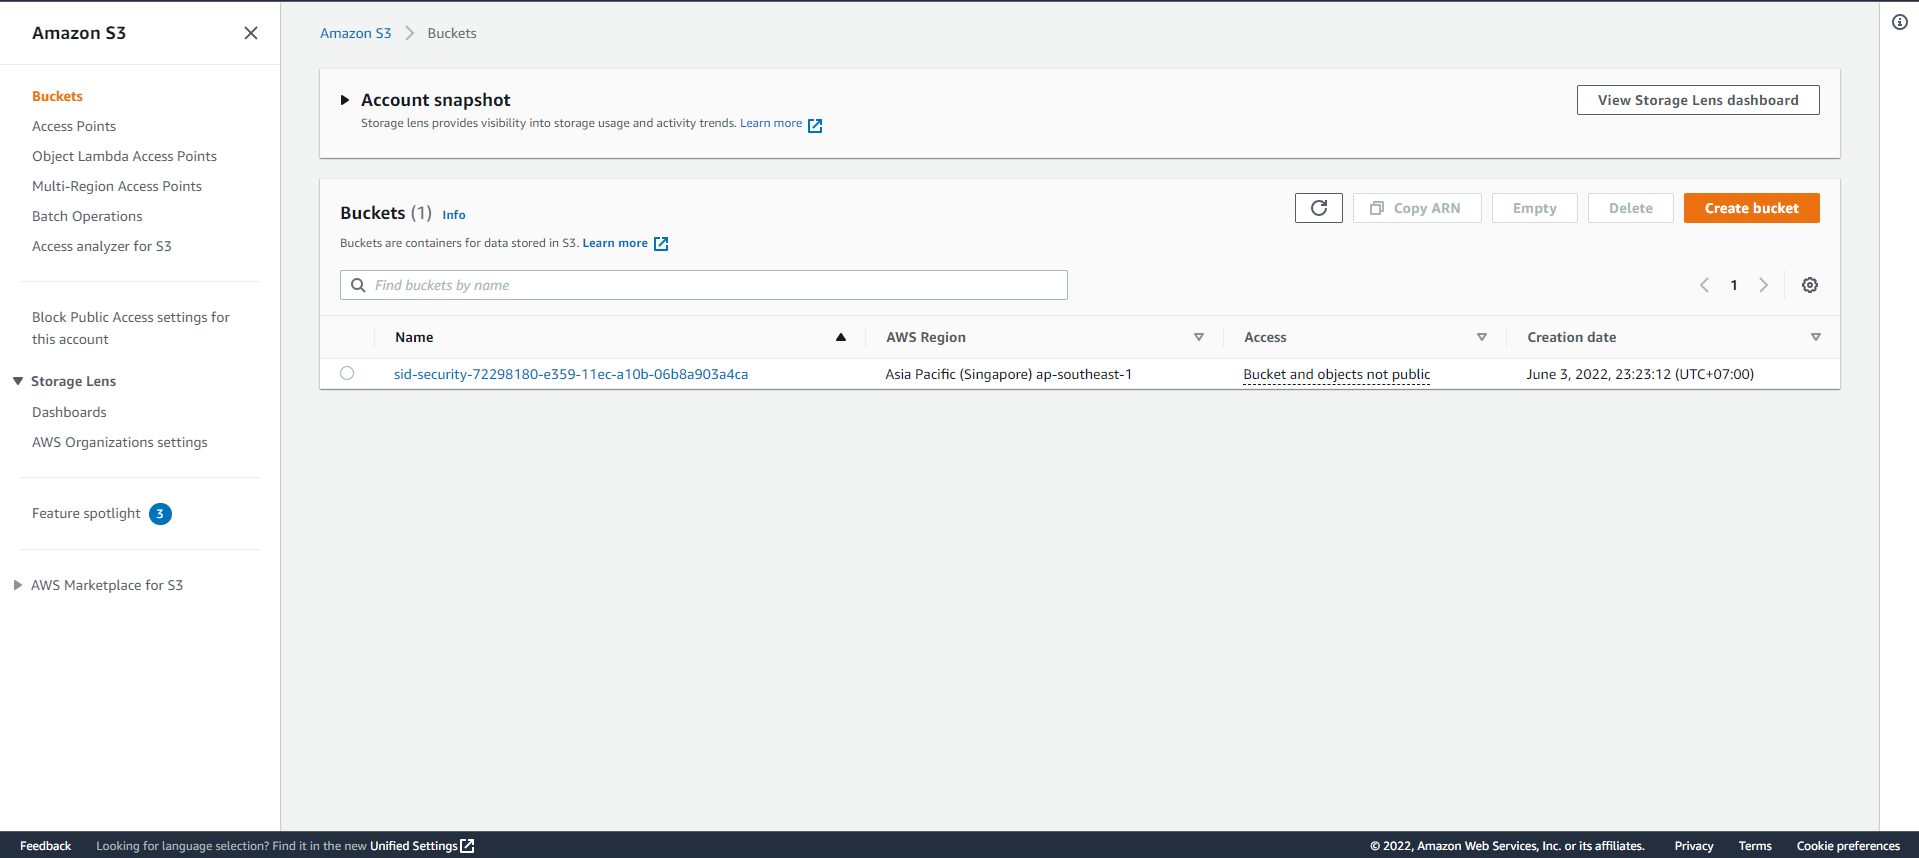 Amazon S3
Buckets
Access Points
Object Lambda Access Points
Multi-Region Access Points
Batch Operations
Access analyzer for S3
Block Public Access settings for
this account
Storage Lens
Dashboards
AWS Organizations settings
Feature spotlight 3
AWS Marketplace for S3
Amazon S3 Buckets
Account snapshot
Storage lens provides visibility into storage usage and activity trends. Learn more
View Storage Lens dashboard
Buckets (1) Info
Buckets are containers for data stored in S3. Learn more
Copy ARN Empty Delete Create bucket
Find buckets by name
1
Name AWS Region Access Creation date
sid-security-72298180-e359-11ec-a10b-06b8a903a4ca Asia Pacific (Singapore) ap-southeast-1 Bucket and objects not public June 3, 2022, 23:23:12 (UTC+07:00)
Feedback Looking for language selection? Find it in the new Unified Settings © 2022, Amazon Web Services, Inc. or its affiliates. Privacy Terms Cookie preferences